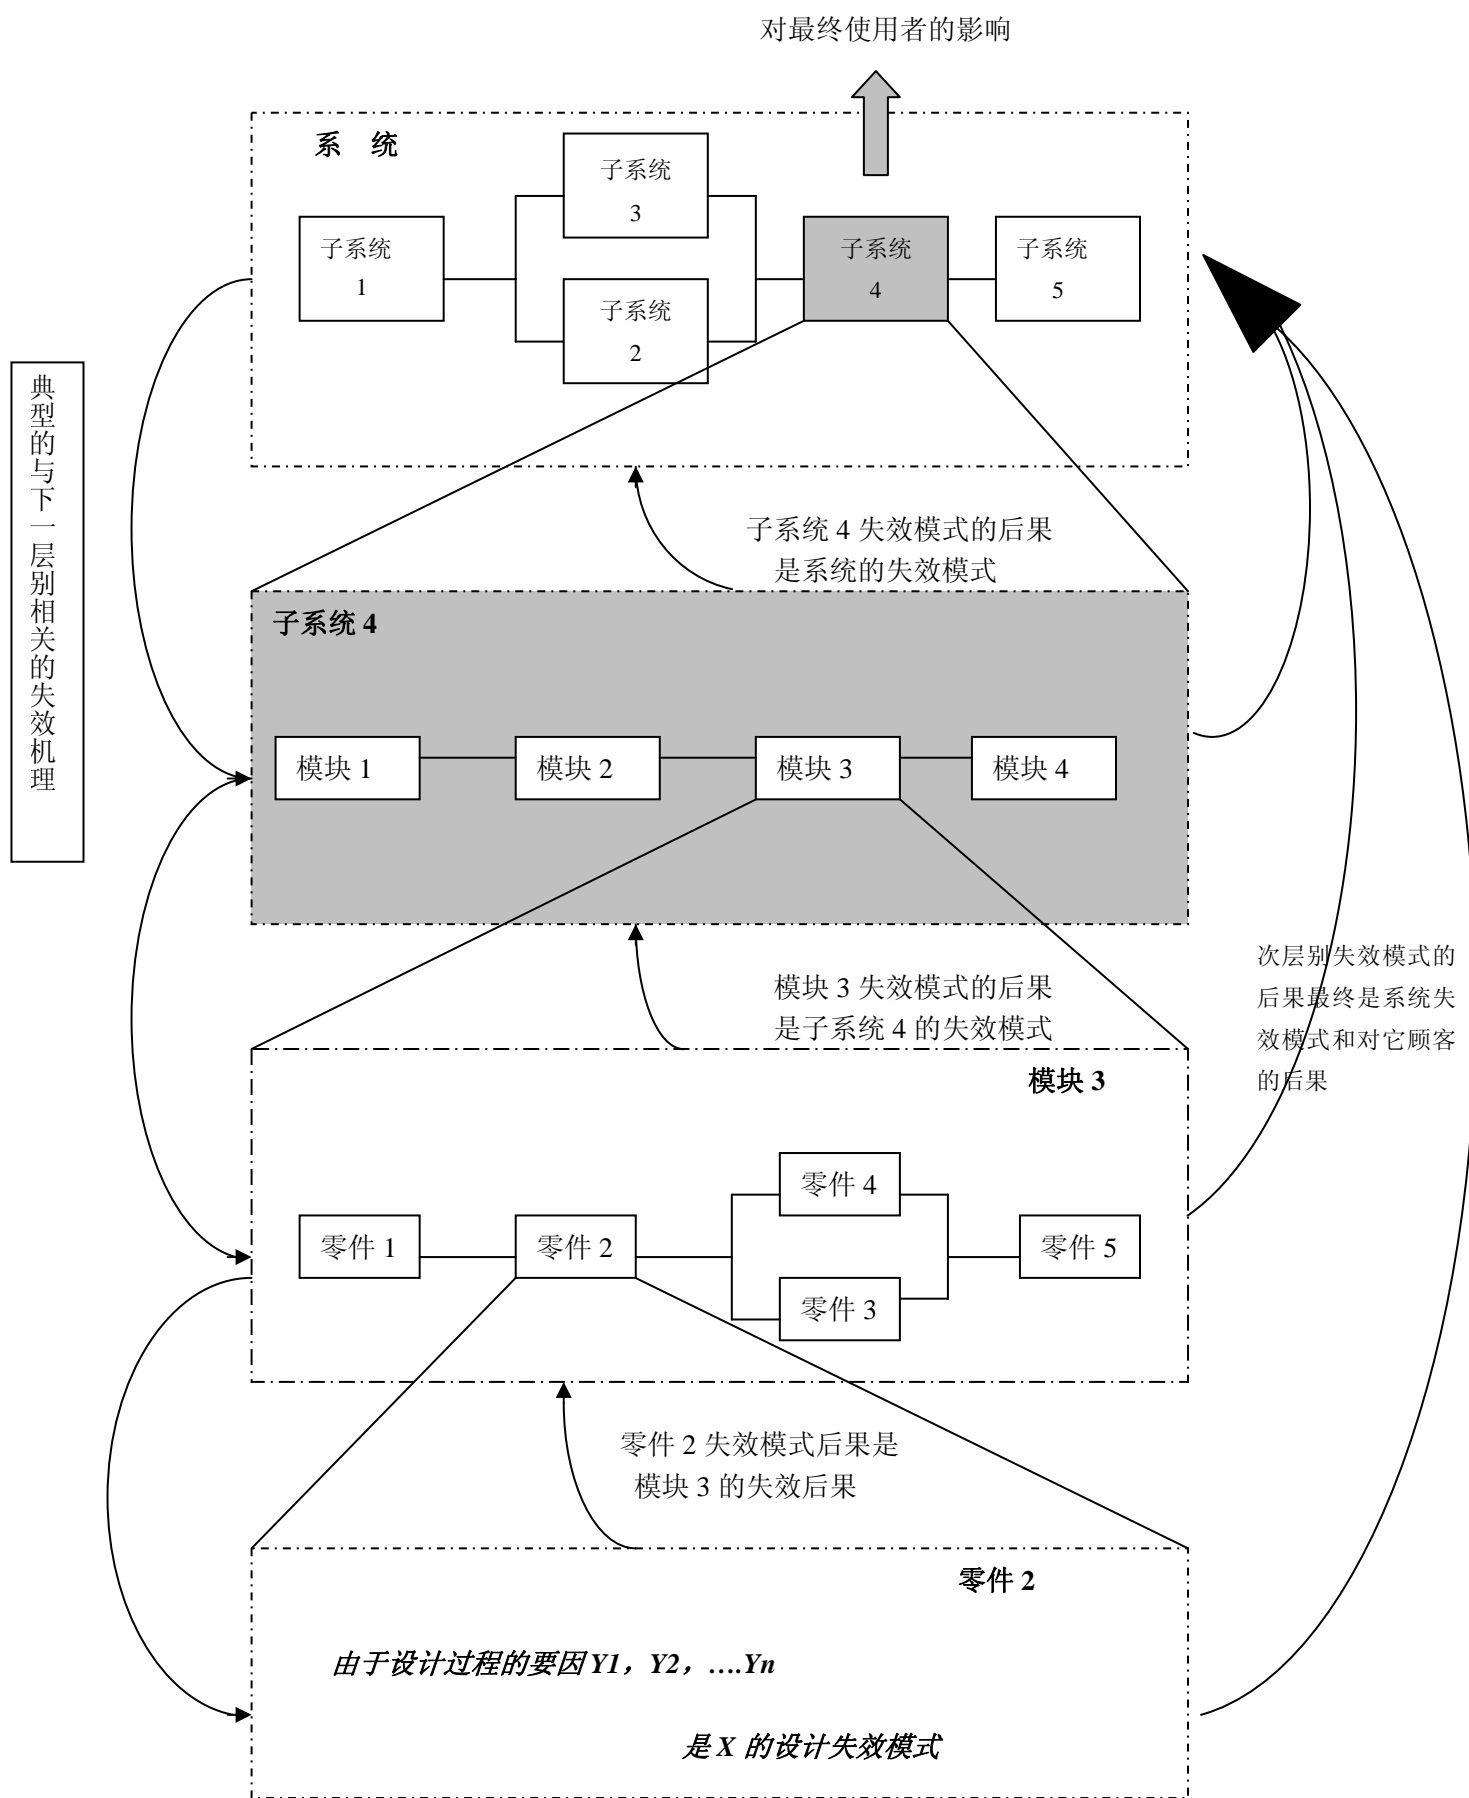 对最终使用者的影响
系 统
子系统
3
子系统
1
子系统
2
子系统
4
子系统
5
典型的与下一层别相关的失效机理
子系统 4 失效模式的后果
是系统的失效模式
子系统 4
模块 1
模块 2
模块 3
模块 4
模块 3 失效模式的后果
是子系统 4 的失效模式
次层别失效模式的
后果最终是系统失
效模式和对它顾客
的后果
模块 3
零件 4
零件 1
零件 2
零件 5
零件 3
零件 2 失效模式后果是
模块 3 的失效后果
零件 2
由于设计过程的要因 Y1，Y2，….Yn
是 X 的设计失效模式